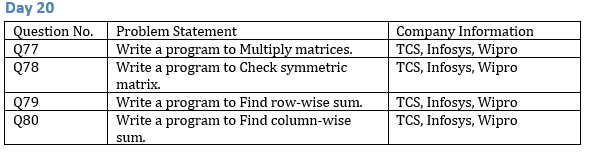 Day 20
Question No. Problem Statement Company Information
Q77 Write a program to Multiply matrices. TCS, Infosys, Wipro
Q78 Write a program to Check symmetric TCS, Infosys, Wipro
matrix.
Q79 Write a program to Find row-wise sum. TCS, Infosys, Wipro
Q80 Write a program to Find column-wise TCS, Infosys, Wipro
sum.